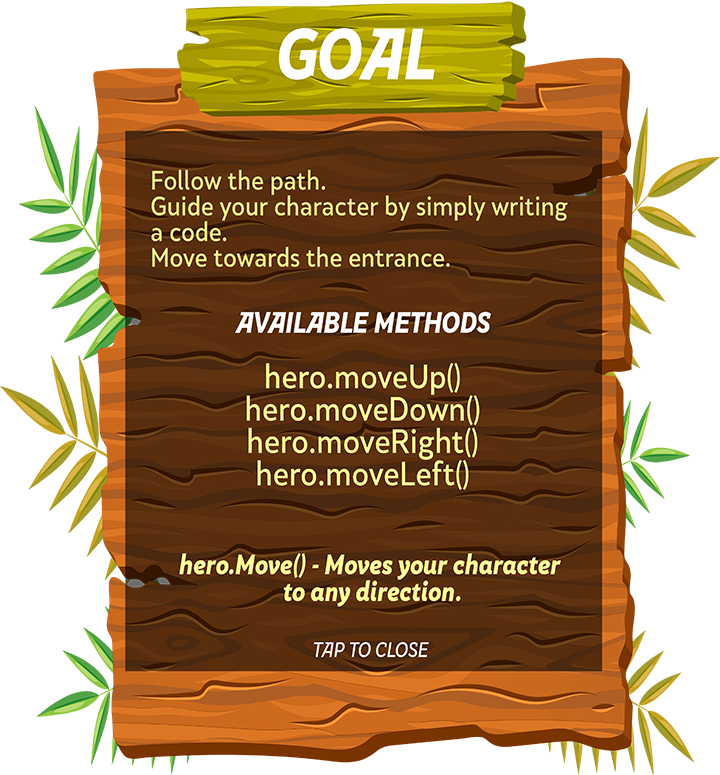 GOAL
Follow the path.
Guide your character by simply writing
a code.
Move towards the entrance.
AVAILABLE METHODS
hero.moveUp()
hero.moveDown()
hero.moveRight()
hero.moveLeft()
hero.Move() - Moves your character
to any direction.
TAP TO CLOSE